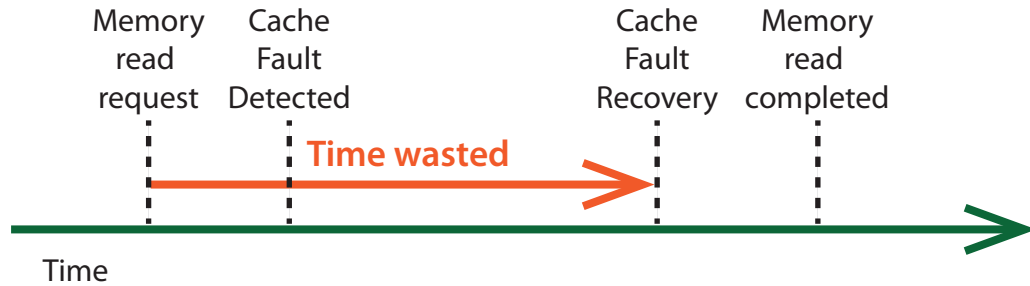 Memory
read
request
Cache
Fault
Detected
Cache
Fault
Recovery
Memory
read
completed
Time wasted
Time